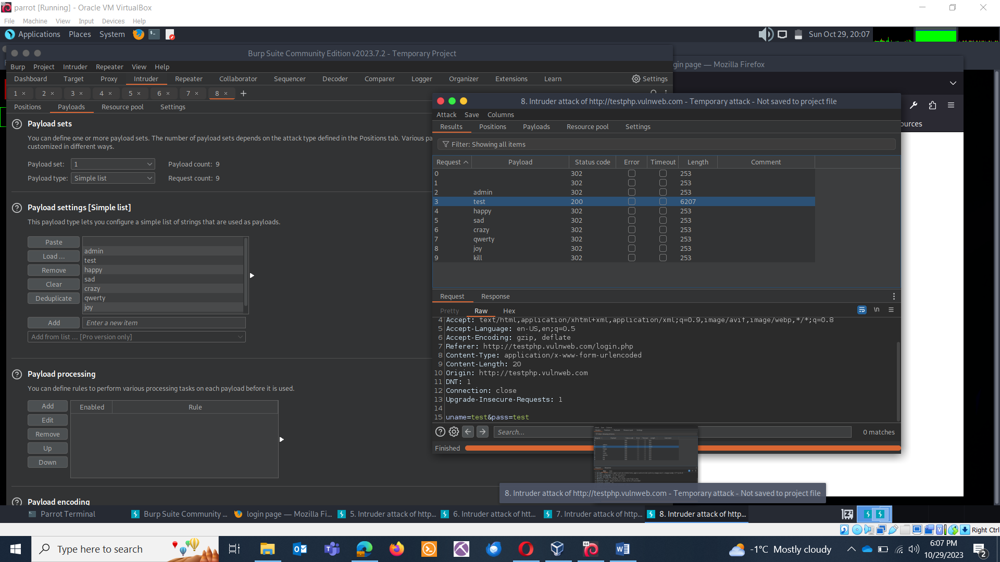 parrot [Running] - Oracle VM VirtualBox
File Machine View Input Devices Help
Applications Places System
Sun Oct 29, 20:07
Burp Suite Community Edition v2023.7.2 - Temporary Project
gin page — Mozilla Firefox
Burp Project Intruder Repeater View Help
Dashboard Target Proxy Intruder Repeater Collaborator Sequencer Decoder Comparer Logger Organizer Extensions Learn Settings
1 × 2 × 3 × 4 × 5 × 6 × 7 × 8 × +
Positions Payloads Resource pool Settings
Payload sets
You can define one or more payload sets. The number of payload sets depends on the attack type defined in the Positions tab. Various pa
customized in different ways.
Payload set: 1 Payload count: 9
Payload type: Simple list Request count: 9
Payload settings [Simple list]
This payload type lets you configure a simple list of strings that are used as payloads.
Paste
Load ...
Remove
Clear
Deduplicate
admin
test
happy
sad
crazy
qwerty
joy
Add Enter a new item
Add from list ... [Pro version only]
Payload processing
You can define rules to perform various processing tasks on each payload before it is used.
Add
Edit
Remove
Up
Down
Enabled Rule
Payload encoding
8. Intruder attack of http://testphp.vulnweb.com - Temporary attack - Not saved to project file
Attack Save Columns
Results Positions Payloads Resource pool Settings
Filter: Showing all items
Request Payload Status code Error Timeout Length Comment
0 302 253
1 302 253
2 admin 302 253
3 test 200 6207
4 happy 302 253
5 sad 302 253
6 crazy 302 253
7 qwerty 302 253
8 joy 302 253
9 kill 302 253
Request Response
Pretty Raw Hex
\n
4 Accept: text/html,application/xhtml+xml,application/xml;q=0.9,image/avif,image/webp,*/*;q=0.8
5 Accept-Language: en-US,en;q=0.5
6 Accept-Encoding: gzip, deflate
7 Referer: http://testphp.vulnweb.com/login.php
8 Content-Type: application/x-www-form-urlencoded
9 Content-Length: 20
10 Origin: http://testphp.vulnweb.com
11 DNT: 1
12 Connection: close
13 Upgrade-Insecure-Requests: 1
14
15 uname=test&pass=test
Search... 0 matches
Finished
ources
8. Intruder attack of http://testphp.vulnweb.com - Temporary attack - Not saved to project file
Parrot Terminal
Burp Suite Community ...
login page — Mozilla Fi...
5. Intruder attack of http...
6. Intruder attack of htt...
7. Intruder attack of http...
8. Intruder attack of http...
Right Ctrl
Type here to search
-1°C Mostly cloudy
6:07 PM
10/29/2023
2